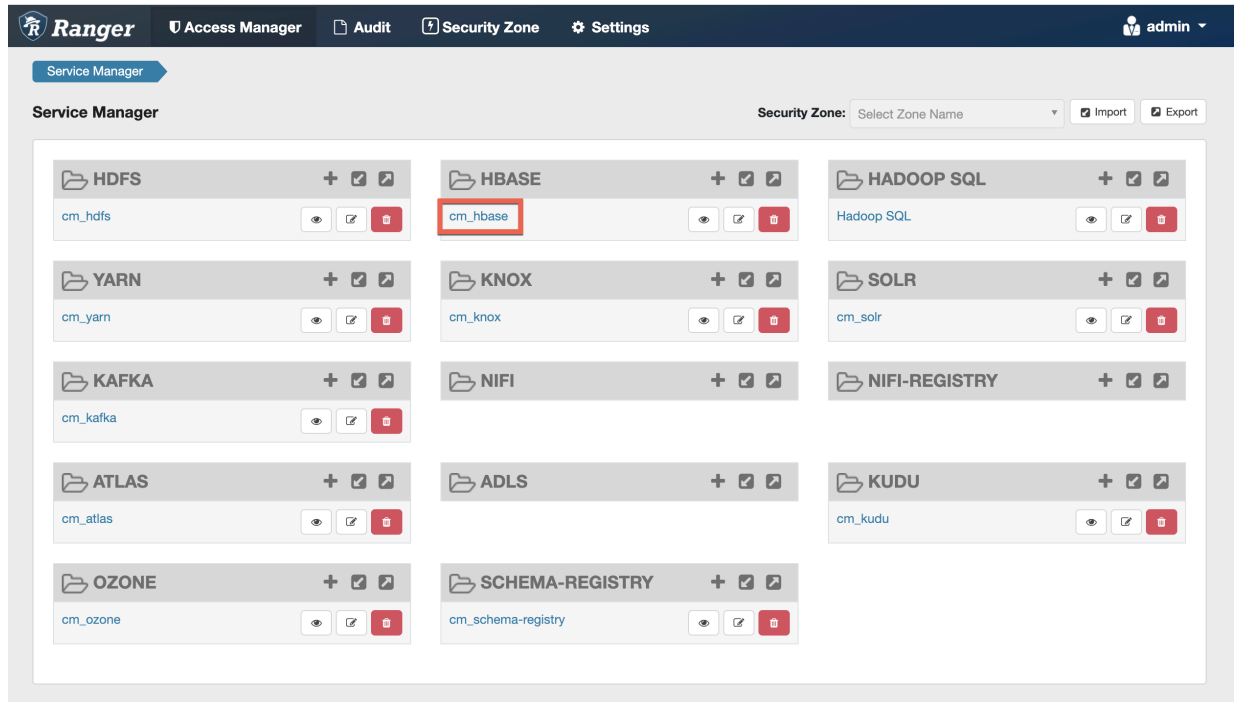 Ranger Access Manager Audit Security Zone Settings admin
Service Manager
Service Manager Security Zone: Select Zone Name Import Export
HDFS HBASE HADOOP SQL
cm_hdfs cm_hbase Hadoop SQL
YARN KNOX SOLR
cm_yarn cm_knox cm_solr
KAFKA NIFI NIFI-REGISTRY
cm_kafka
ATLAS ADLS KUDU
cm_atlas cm_kudu
OZONE SCHEMA-REGISTRY
cm_ozone cm_schema-registry